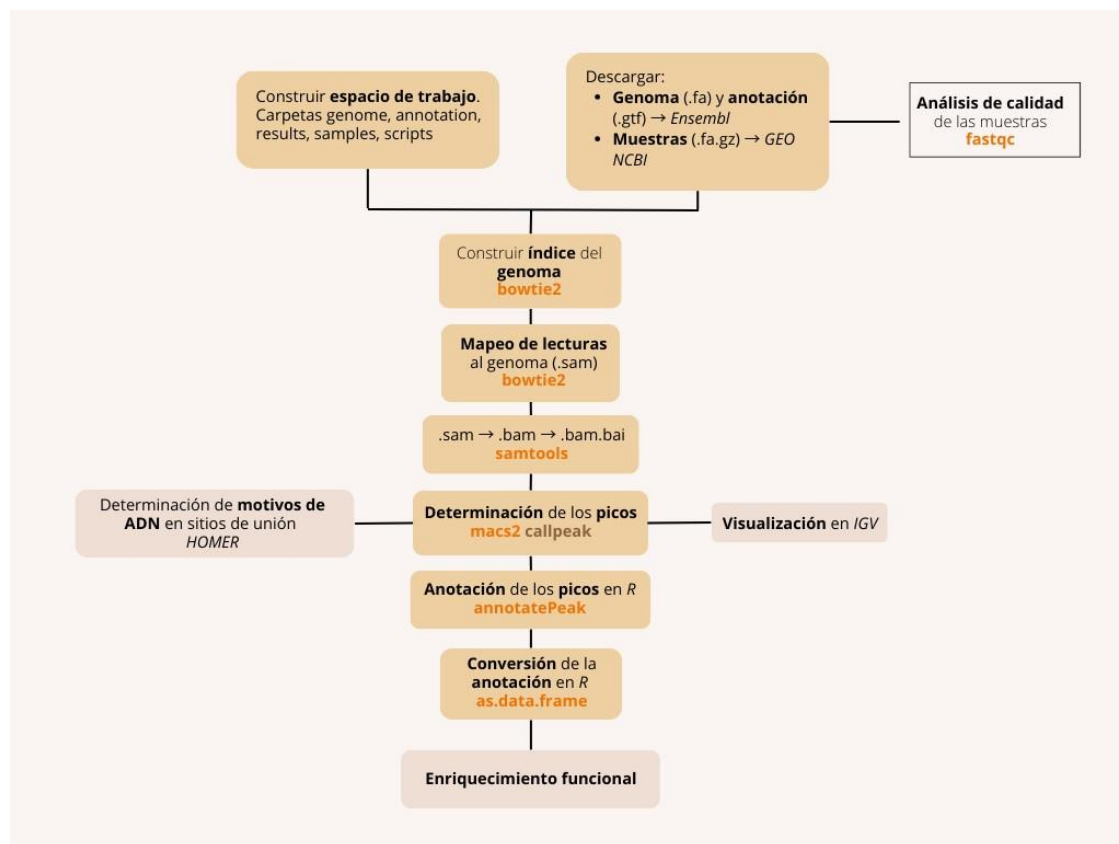 Construir espacio de trabajo.
Carpetas genome, annotation,
results, samples, scripts
Descargar:
• Genoma (.fa) y anotación
(.gtf) → Ensembl
• Muestras (.fa.gz) → GEO
NCBI
Análisis de calidad
de las muestras
fastqc
Construir índice del
genoma
bowtie2
Mapeo de lecturas
al genoma (.sam)
bowtie2
.sam → .bam → .bam.bai
samtools
Determinación de motivos de
ADN en sitios de unión
HOMER
Determinación de los picos
macs2 callpeak
Visualización en IGV
Anotación de los picos en R
annotatePeak
Conversión de la
anotación en R
as.data.frame
Enriquecimiento funcional